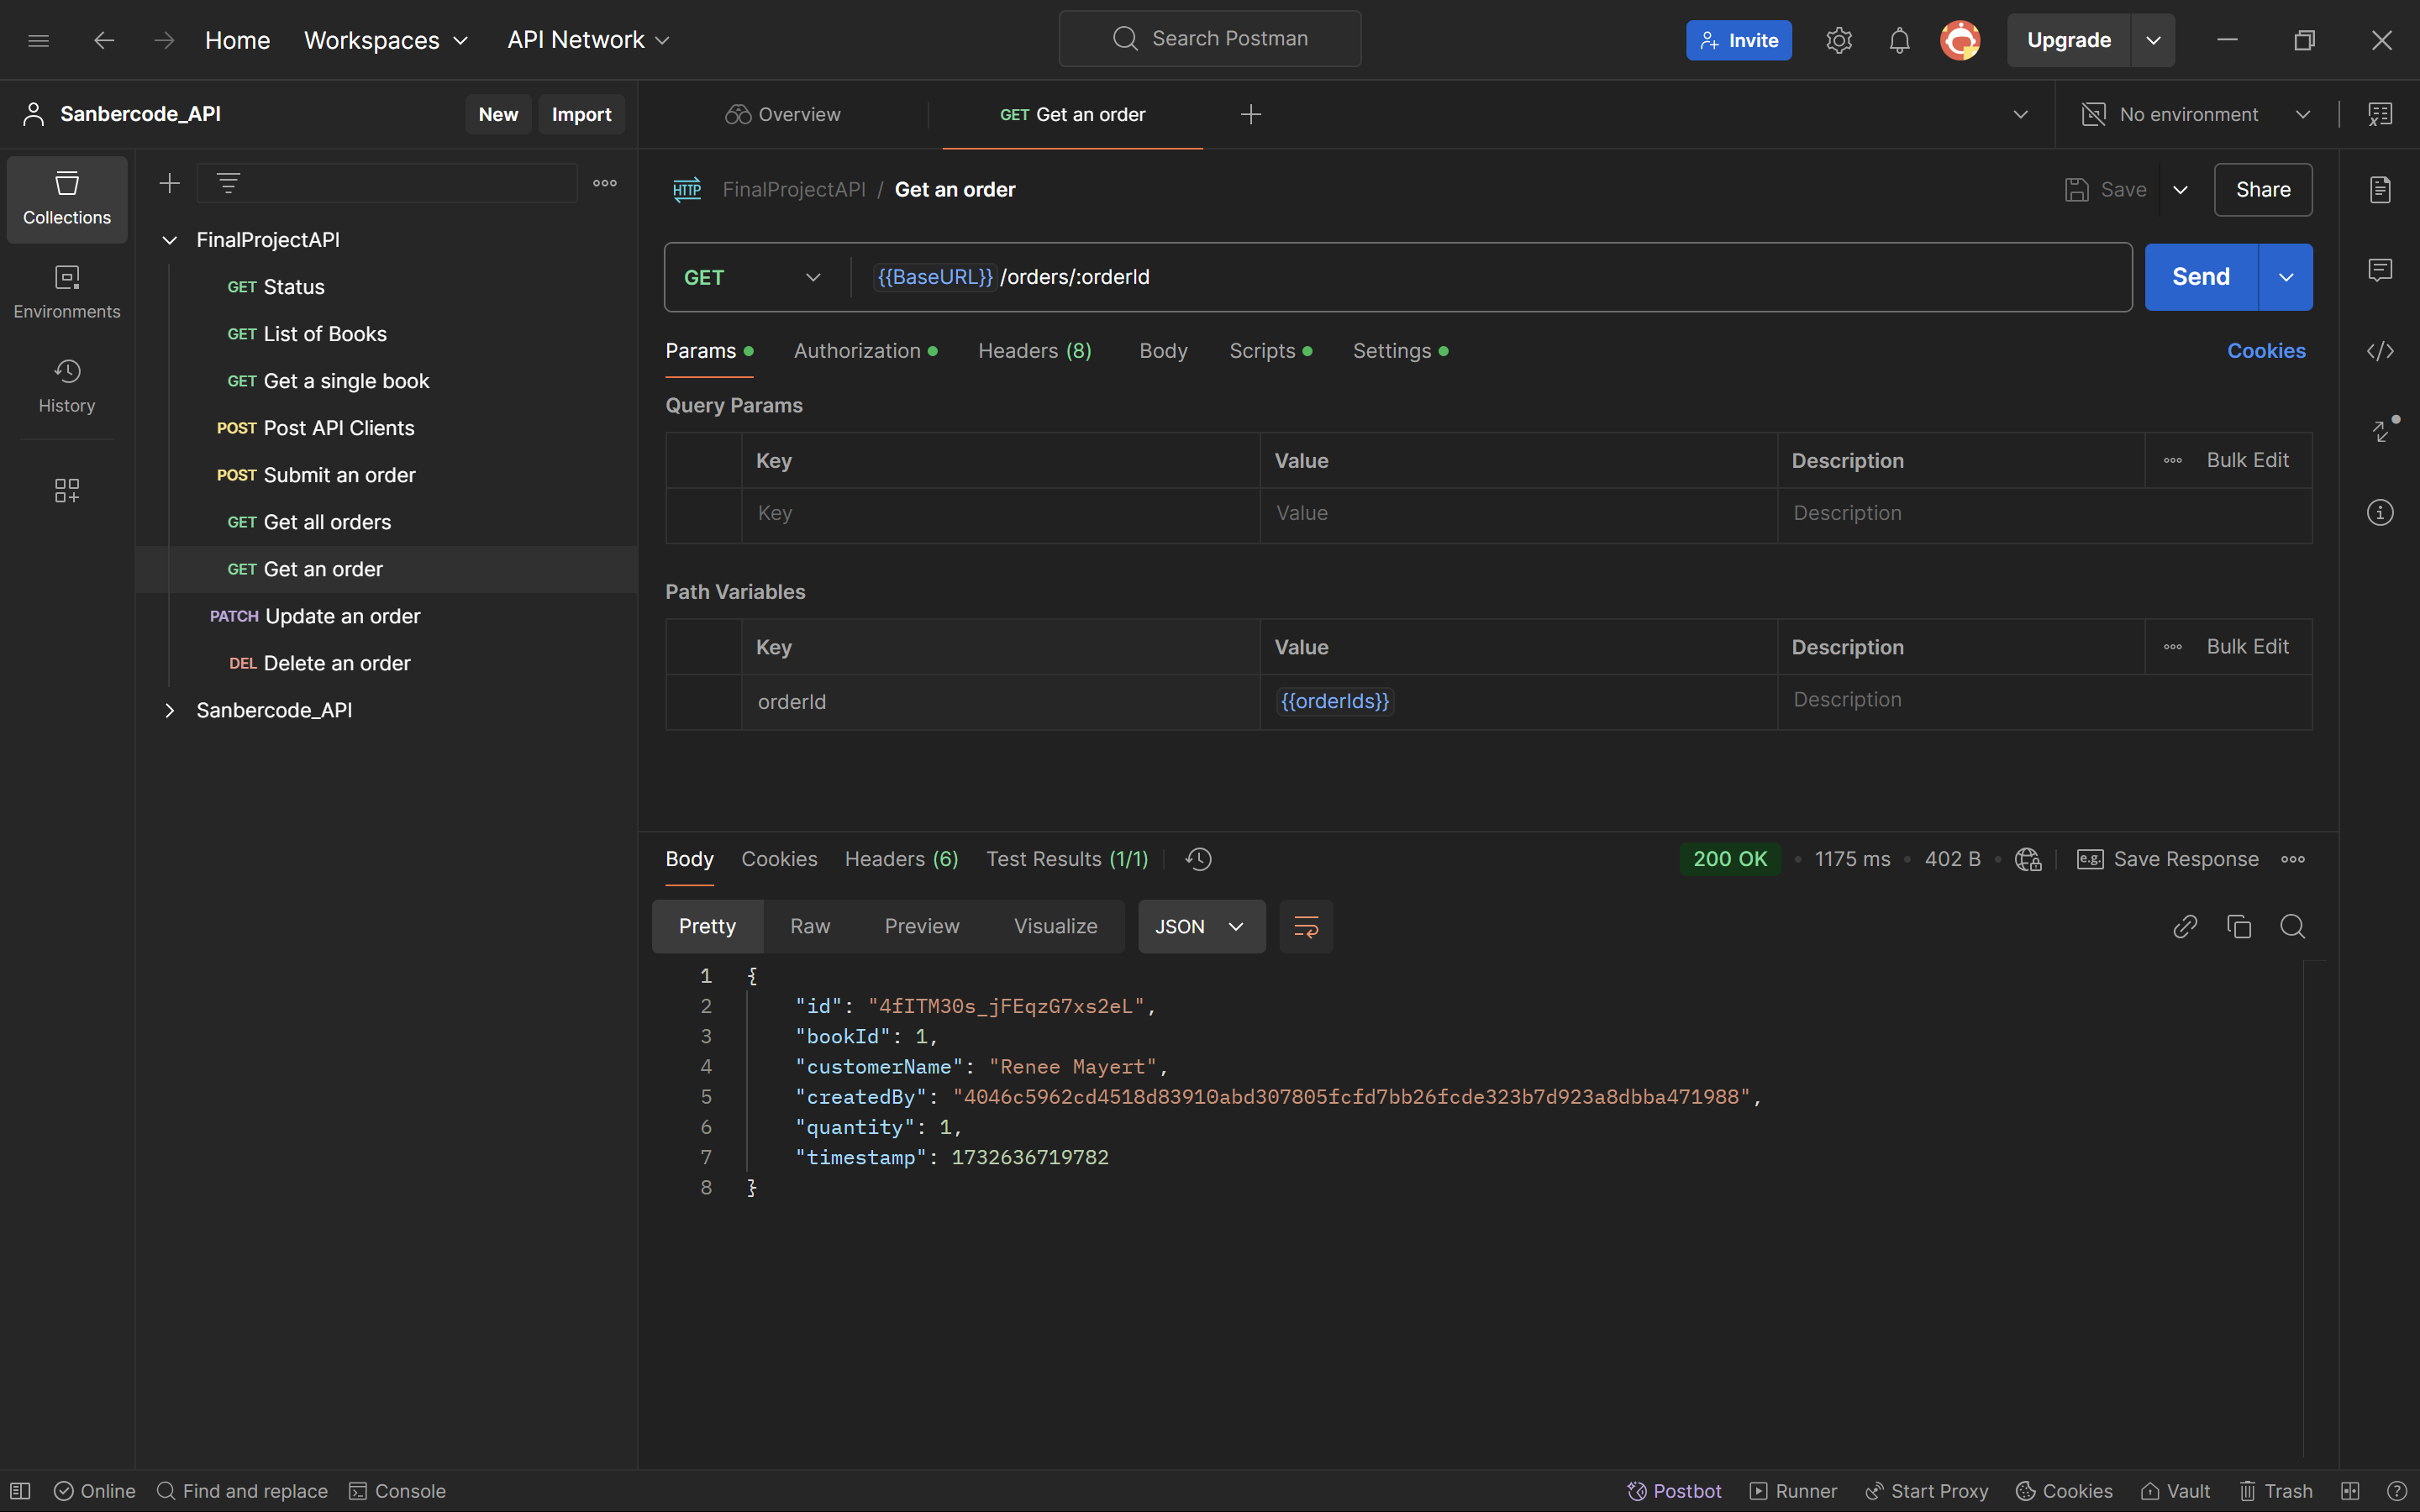 Home Workspaces API Network Search Postman Invite Upgrade
Sanbercode_API New Import Overview GET Get an order No environment
Collections
Environments
History
FinalProjectAPI
GET Status
GET List of Books
GET Get a single book
POST Post API Clients
POST Submit an order
GET Get all orders
GET Get an order
PATCH Update an order
DEL Delete an order
Sanbercode_API
HTTP FinalProjectAPI / Get an order Save Share
GET {{BaseURL}} /orders/:orderId Send
Params Authorization Headers (8) Body Scripts Settings Cookies
Query Params
Key Value Description Bulk Edit
Key Value Description
Path Variables
Key Value Description Bulk Edit
orderId {{orderIds}} Description
Body Cookies Headers (6) Test Results (1/1) 200 OK • 1175 ms • 402 B • e.g. Save Response
Pretty Raw Preview Visualize JSON
1 {
2 "id": "4fITM30s_jFEqzG7xs2eL",
3 "bookId": 1,
4 "customerName": "Renee Mayert",
5 "createdBy": "4046c5962cd4518d83910abd307805fcfd7bb26fcde323b7d923a8dbba471988",
6 "quantity": 1,
7 "timestamp": 1732636719782
8 }
Online Find and replace Console Postbot Runner Start Proxy Cookies Vault Trash